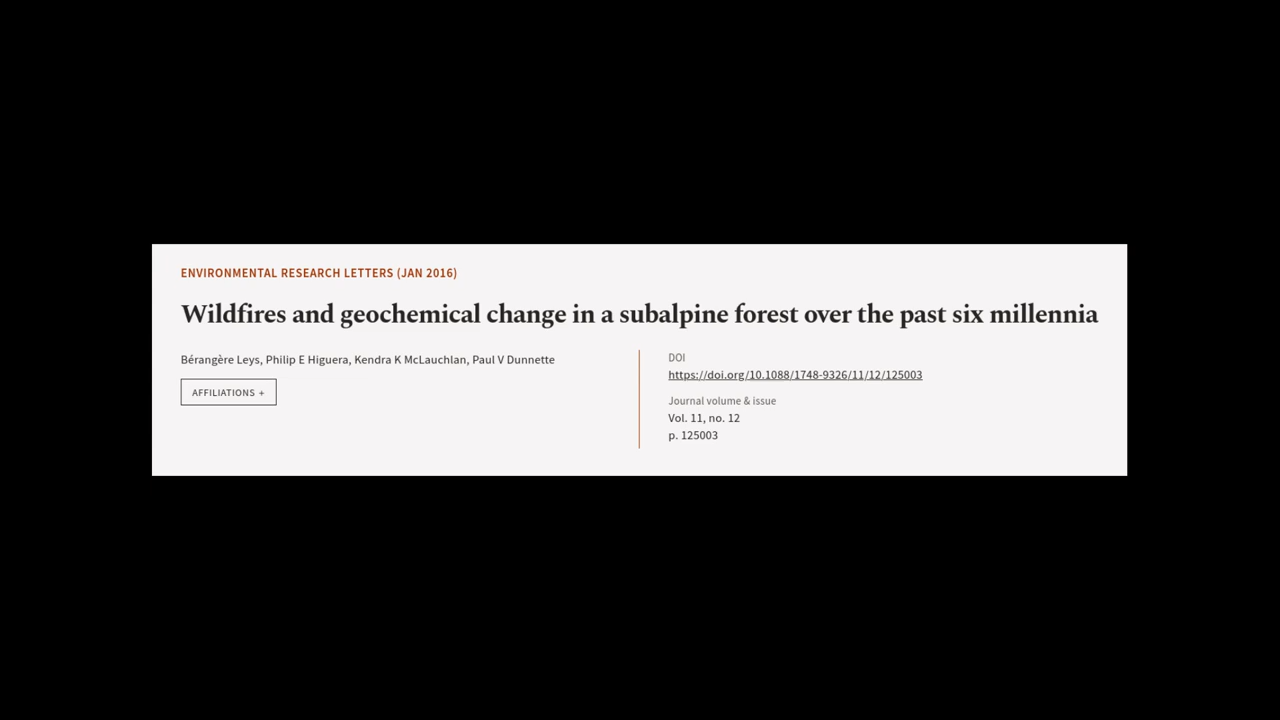 ENVIRONMENTAL RESEARCH LETTERS (JAN 2016)
Wildfires and geochemical change in a subalpine forest over the past six millennia
Bérangère Leys, Philip E Higuera, Kendra K McLauchlan, Paul V Dunnette
AFFILIATIONS +
DOI
https://doi.org/10.1088/1748-9326/11/12/125003
Journal volume & issue
Vol. 11, no. 12
p. 125003